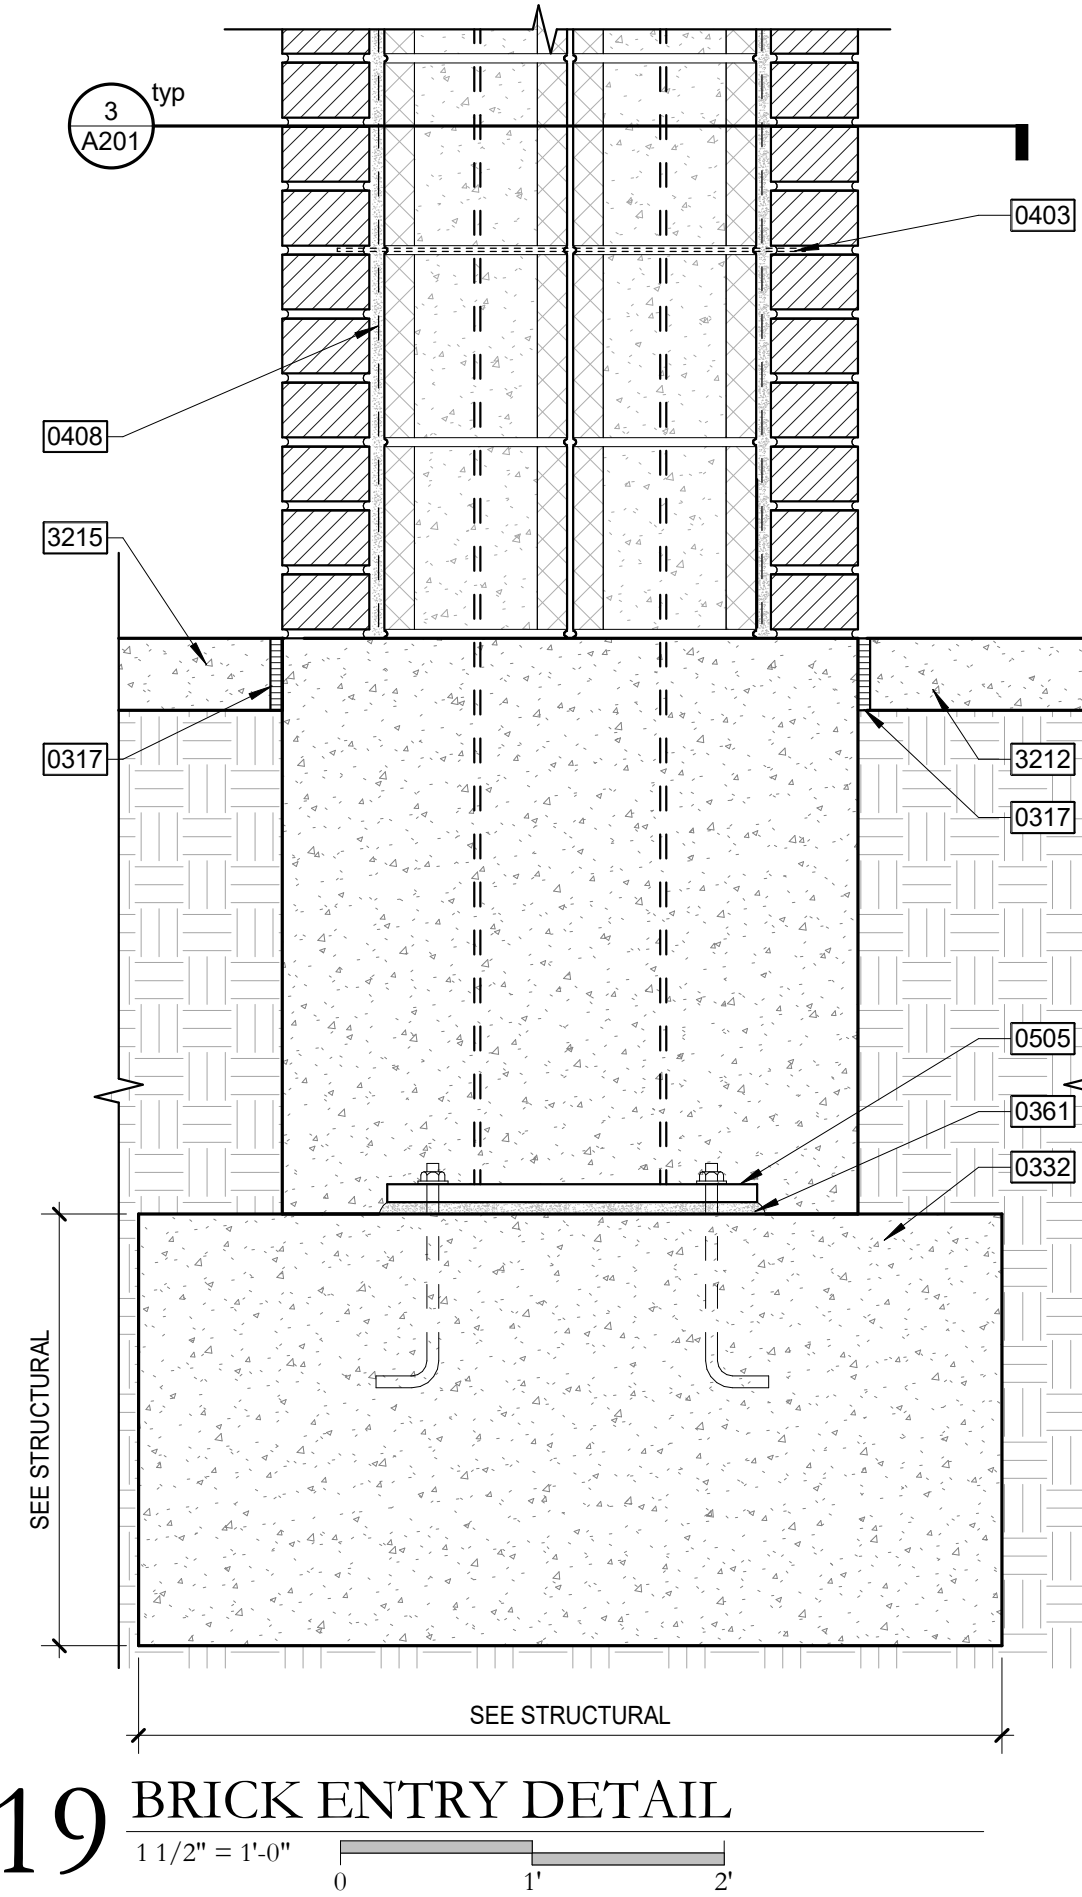 typ
3
A201
0403
0408
3215
0317
3212
0317
0505
0361
0332
SEE STRUCTURAL
SEE STRUCTURAL
19 BRICK ENTRY DETAIL
1 1/2" = 1'-0"
0 1' 2'